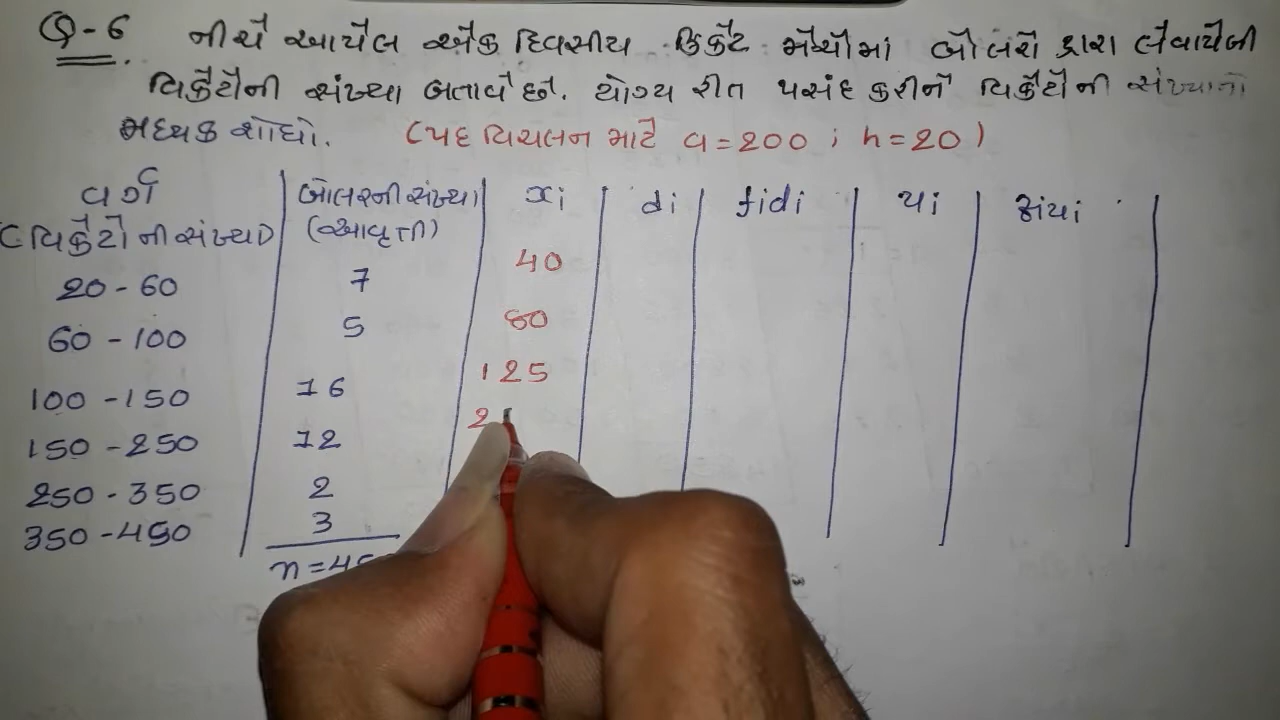 Q-6 નીચે આપેલ એક દિવસીય ક્રિકેટ મેચોમાં બોલરો દ્વારા લેવાયેલી
વિકેટોની સંખ્યા બતાવે છે. યોગ્ય રીત પસંદ કરીને વિકેટોની સંખ્યાનો
મધ્યક શોધો. (પદ વિચલન માટે a=200 ; h=20)
વર્ગ બોલરની સંખ્યા xi di fidi ui fiui
(વિકેટો ની સંખ્યા) (આવૃત્તી)
20-60 7 40
60-100 5 80
100-150 16 125
150-250 12 2
250-350 2
350-450 3
n=45